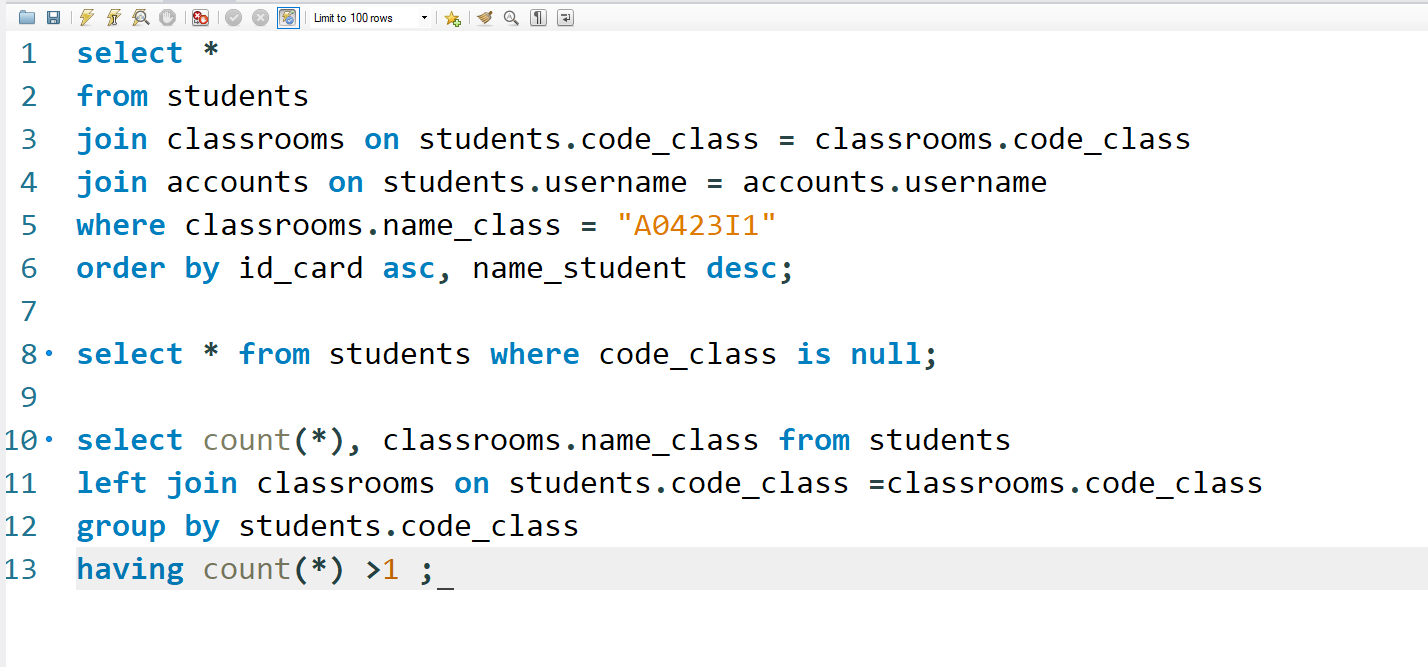 Limit to 100 rows
1 select *
2 from students
3 join classrooms on students.code_class = classrooms.code_class
4 join accounts on students.username = accounts.username
5 where classrooms.name_class = "A0423I1"
6 order by id_card asc, name_student desc;
7
8 select * from students where code_class is null;
9
10 select count(*), classrooms.name_class from students
11 left join classrooms on students.code_class =classrooms.code_class
12 group by students.code_class
13 having count(*) >1 ;